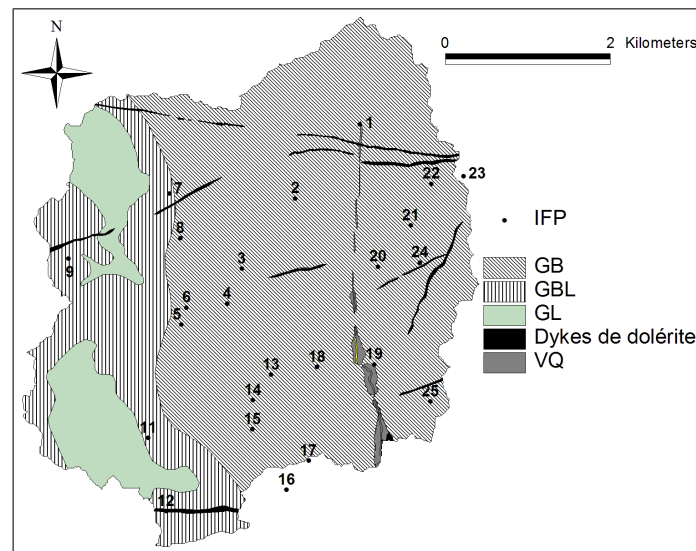 N
0 2 Kilometers
1
7 2 22 23
8 21
9 3 20 24
6 4
5
13 18 19
14 25
15
11 17
16
12
IFP
GB
GBL
GL
Dykes de dolérite
VQ